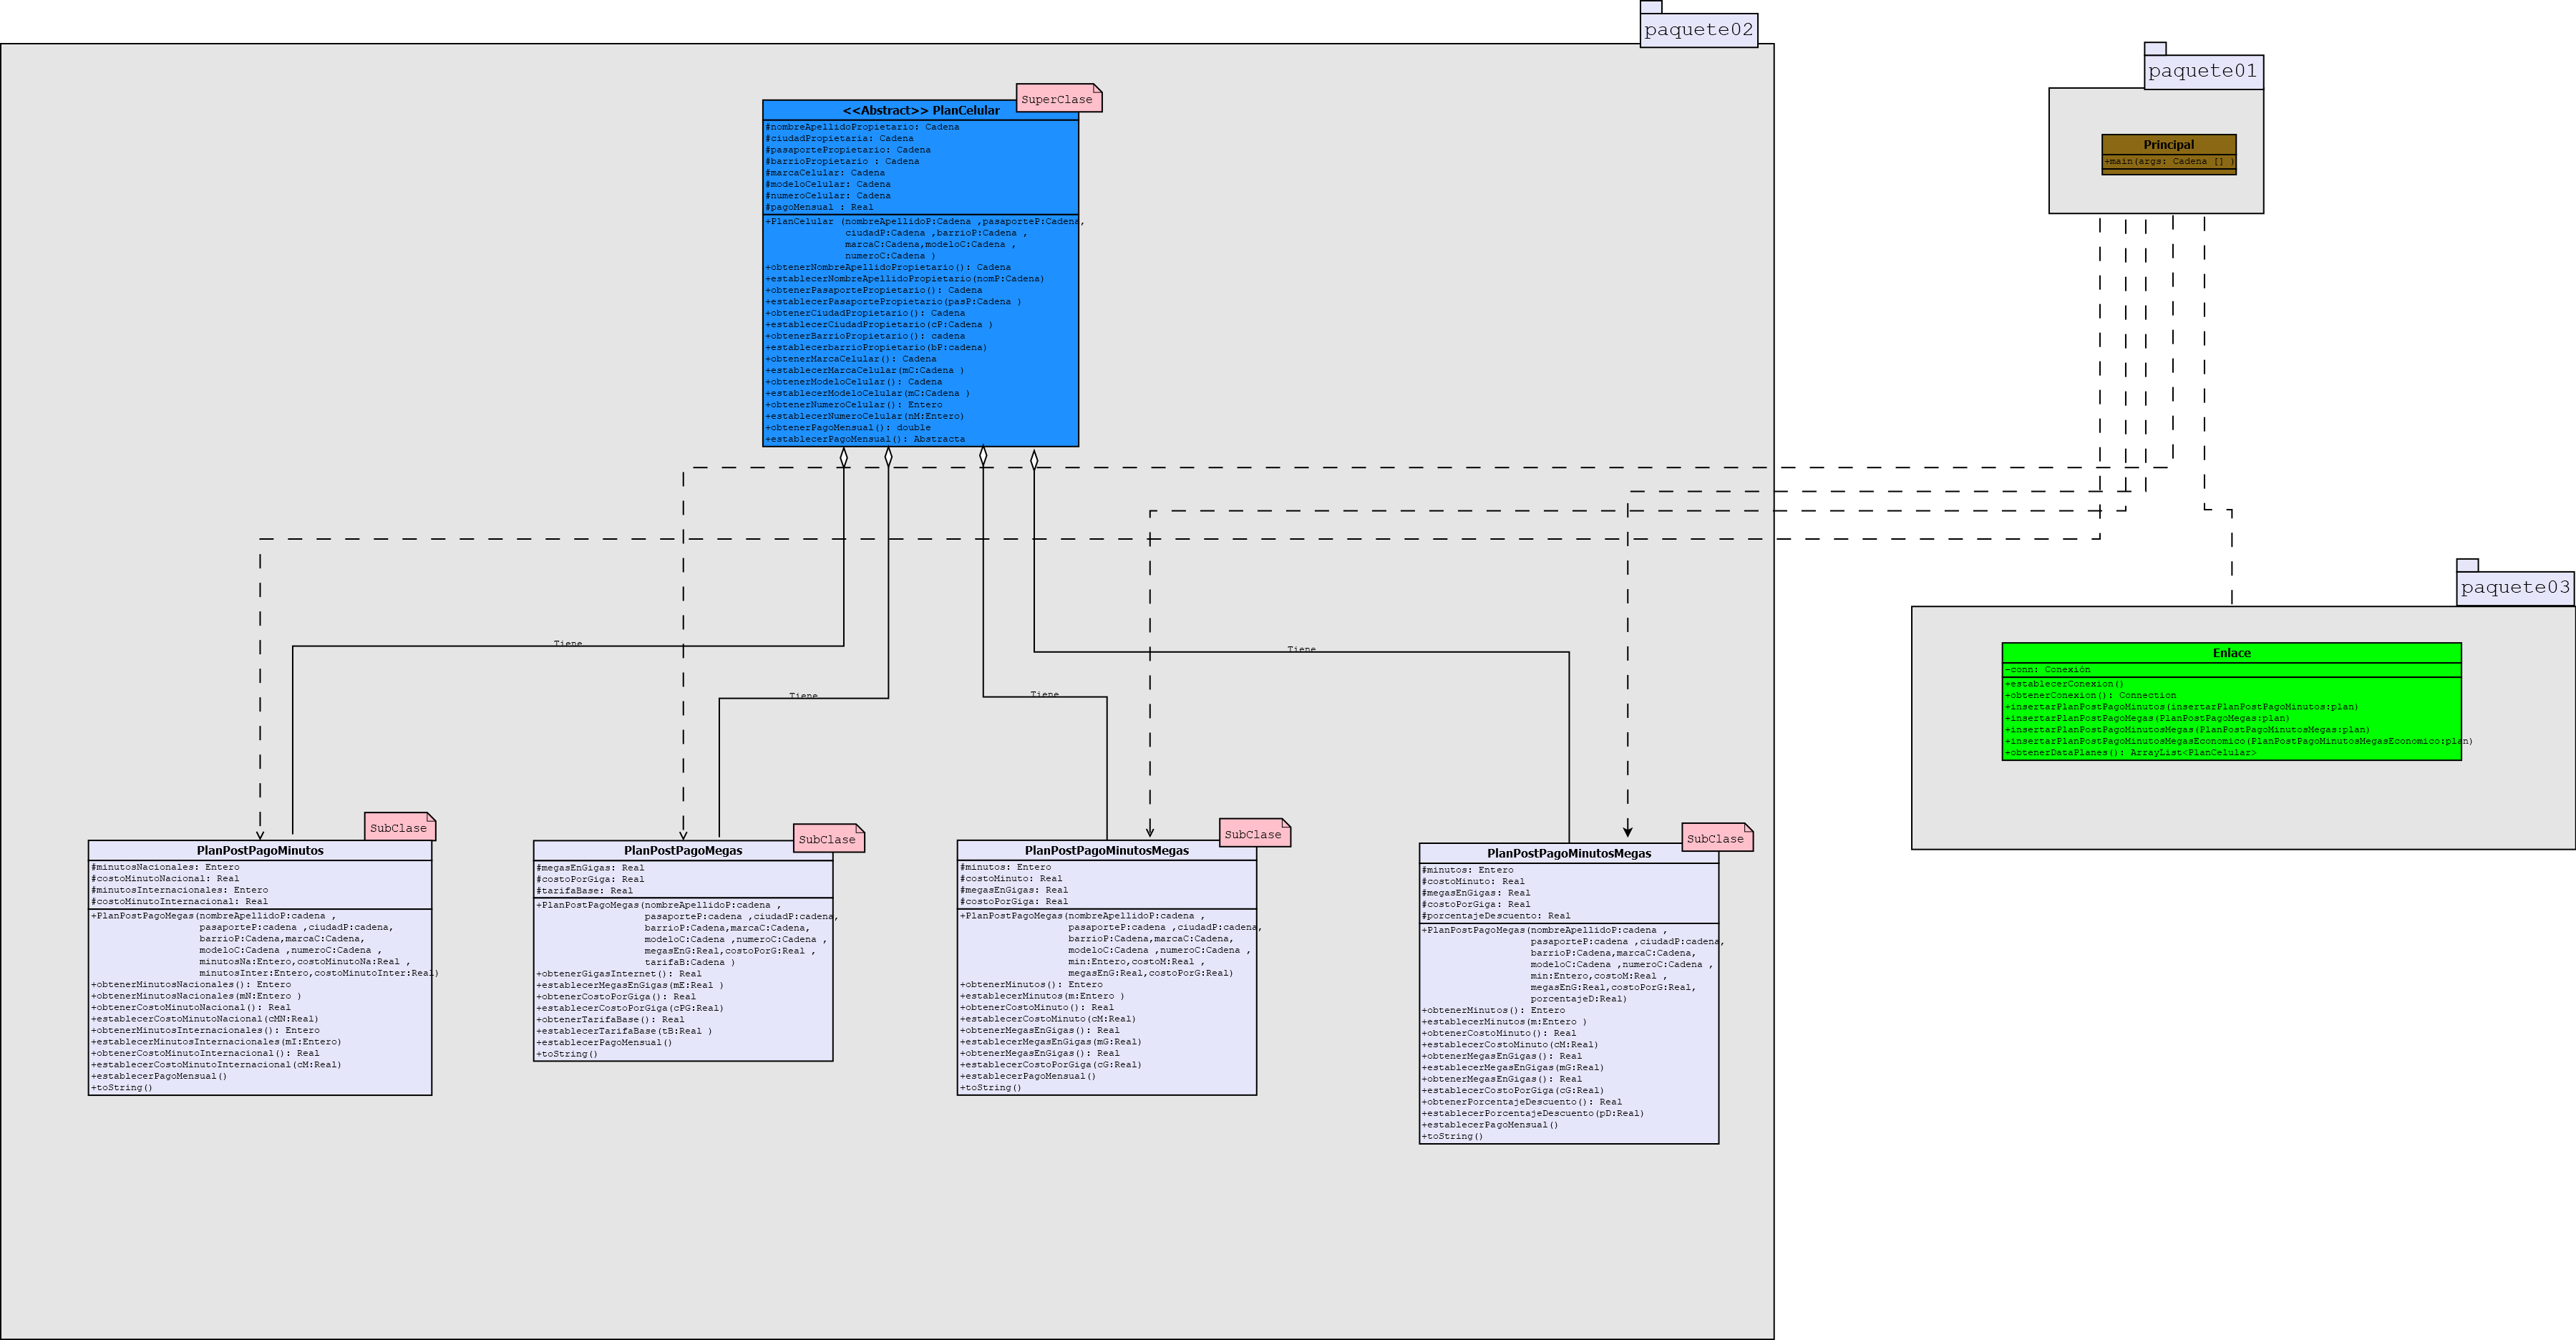 paquete02
SuperClase
<<Abstract>> PlanCelular
#nombreApellidoPropietario: Cadena
#ciudadPropietaria: Cadena
#pasaportePropietario: Cadena
#barrioPropietario : Cadena
#marcaCelular: Cadena
#modeloCelular: Cadena
#numeroCelular: Cadena
#pagoMensual : Real
+PlanCelular (nombreApellidoP:Cadena ,pasaporteP:Cadena,
ciudadP:Cadena ,barrioP:Cadena ,
marcaC:Cadena,modeloC:Cadena ,
numeroC:Cadena )
+obtenerNombreApellidoPropietario(): Cadena
+establecerNombreApellidoPropietario(nomP:Cadena)
+obtenerPasaportePropietario(): Cadena
+establecerPasaportePropietario(pasP:Cadena )
+obtenerCiudadPropietario(): Cadena
+establecerCiudadPropietario(cP:Cadena )
+obtenerBarrioPropietario(): cadena
+establecerbarrioPropietario(bP:cadena)
+obtenerMarcaCelular(): Cadena
+establecerMarcaCelular(mC:Cadena )
+obtenerModeloCelular(): Cadena
+establecerModeloCelular(mC:Cadena )
+obtenerNumeroCelular(): Entero
+establecerNumeroCelular(nM:Entero)
+obtenerPagoMensual(): double
+establecerPagoMensual(): Abstracta
paquete01
Principal
+main(args: Cadena [] )
Tiene
Tiene
Tiene
Tiene
paquete03
Enlace
-conn: Conexión
+establecerConexion()
+obtenerConexion(): Connection
+insertarPlanPostPagoMinutos(insertarPlanPostPagoMinutos:plan)
+insertarPlanPostPagoMegas(PlanPostPagoMegas:plan)
+insertarPlanPostPagoMinutosMegas(PlanPostPagoMinutosMegas:plan)
+insertarPlanPostPagoMinutosMegasEconomico(PlanPostPagoMinutosMegasEconomico:plan)
+obtenerDataPlanes(): ArrayList<PlanCelular>
SubClase
PlanPostPagoMinutos
#minutosNacionales: Entero
#costoMinutoNacional: Real
#minutosInternacionales: Entero
#costoMinutoInternacional: Real
+PlanPostPagoMegas(nombreApellidoP:cadena ,
pasaporteP:cadena ,ciudadP:cadena,
barrioP:Cadena,marcaC:Cadena,
modeloC:Cadena ,numeroC:Cadena ,
minutosNa:Entero,costoMinutoNa:Real ,
minutosInter:Entero,costoMinutoInter:Real)
+obtenerMinutosNacionales(): Entero
+obtenerMinutosNacionales(mN:Entero )
+obtenerCostoMinutoNacional(): Real
+establecerCostoMinutoNacional(cMN:Real)
+obtenerMinutosInternacionales(): Entero
+establecerMinutosInternacionales(mI:Entero)
+obtenerCostoMinutoInternacional(): Real
+establecerCostoMinutoInternacional(cM:Real)
+establecerPagoMensual()
+toString()
SubClase
PlanPostPagoMegas
#megasEnGigas: Real
#costoPorGiga: Real
#tarifaBase: Real
+PlanPostPagoMegas(nombreApellidoP:cadena ,
pasaporteP:cadena ,ciudadP:cadena,
barrioP:Cadena,marcaC:Cadena,
modeloC:Cadena ,numeroC:Cadena ,
megasEnG:Real,costoPorG:Real ,
tarifaB:Cadena )
+obtenerGigasInternet(): Real
+establecerMegasEnGigas(mE:Real )
+obtenerCostoPorGiga(): Real
+establecerCostoPorGiga(cPG:Real)
+obtenerTarifaBase(): Real
+establecerTarifaBase(tB:Real )
+establecerPagoMensual()
+toString()
SubClase
PlanPostPagoMinutosMegas
#minutos: Entero
#costoMinuto: Real
#megasEnGigas: Real
#costoPorGiga: Real
+PlanPostPagoMegas(nombreApellidoP:cadena ,
pasaporteP:cadena ,ciudadP:cadena,
barrioP:Cadena,marcaC:Cadena,
modeloC:Cadena ,numeroC:Cadena ,
min:Entero,costoM:Real ,
megasEnG:Real,costoPorG:Real)
+obtenerMinutos(): Entero
+establecerMinutos(m:Entero )
+obtenerCostoMinuto(): Real
+establecerCostoMinuto(cM:Real)
+obtenerMegasEnGigas(): Real
+establecerMegasEnGigas(mG:Real)
+obtenerMegasEnGigas(): Real
+establecerCostoPorGiga(cG:Real)
+establecerPagoMensual()
+toString()
SubClase
PlanPostPagoMinutosMegas
#minutos: Entero
#costoMinuto: Real
#megasEnGigas: Real
#costoPorGiga: Real
#porcentajeDescuento: Real
+PlanPostPagoMegas(nombreApellidoP:cadena ,
pasaporteP:cadena ,ciudadP:cadena,
barrioP:Cadena,marcaC:Cadena,
modeloC:Cadena ,numeroC:Cadena ,
min:Entero,costoM:Real ,
megasEnG:Real,costoPorG:Real,
porcentajeD:Real)
+obtenerMinutos(): Entero
+establecerMinutos(m:Entero )
+obtenerCostoMinuto(): Real
+establecerCostoMinuto(cM:Real)
+obtenerMegasEnGigas(): Real
+establecerMegasEnGigas(mG:Real)
+obtenerMegasEnGigas(): Real
+establecerCostoPorGiga(cG:Real)
+obtenerPorcentajeDescuento(): Real
+establecerPorcentajeDescuento(pD:Real)
+establecerPagoMensual()
+toString()